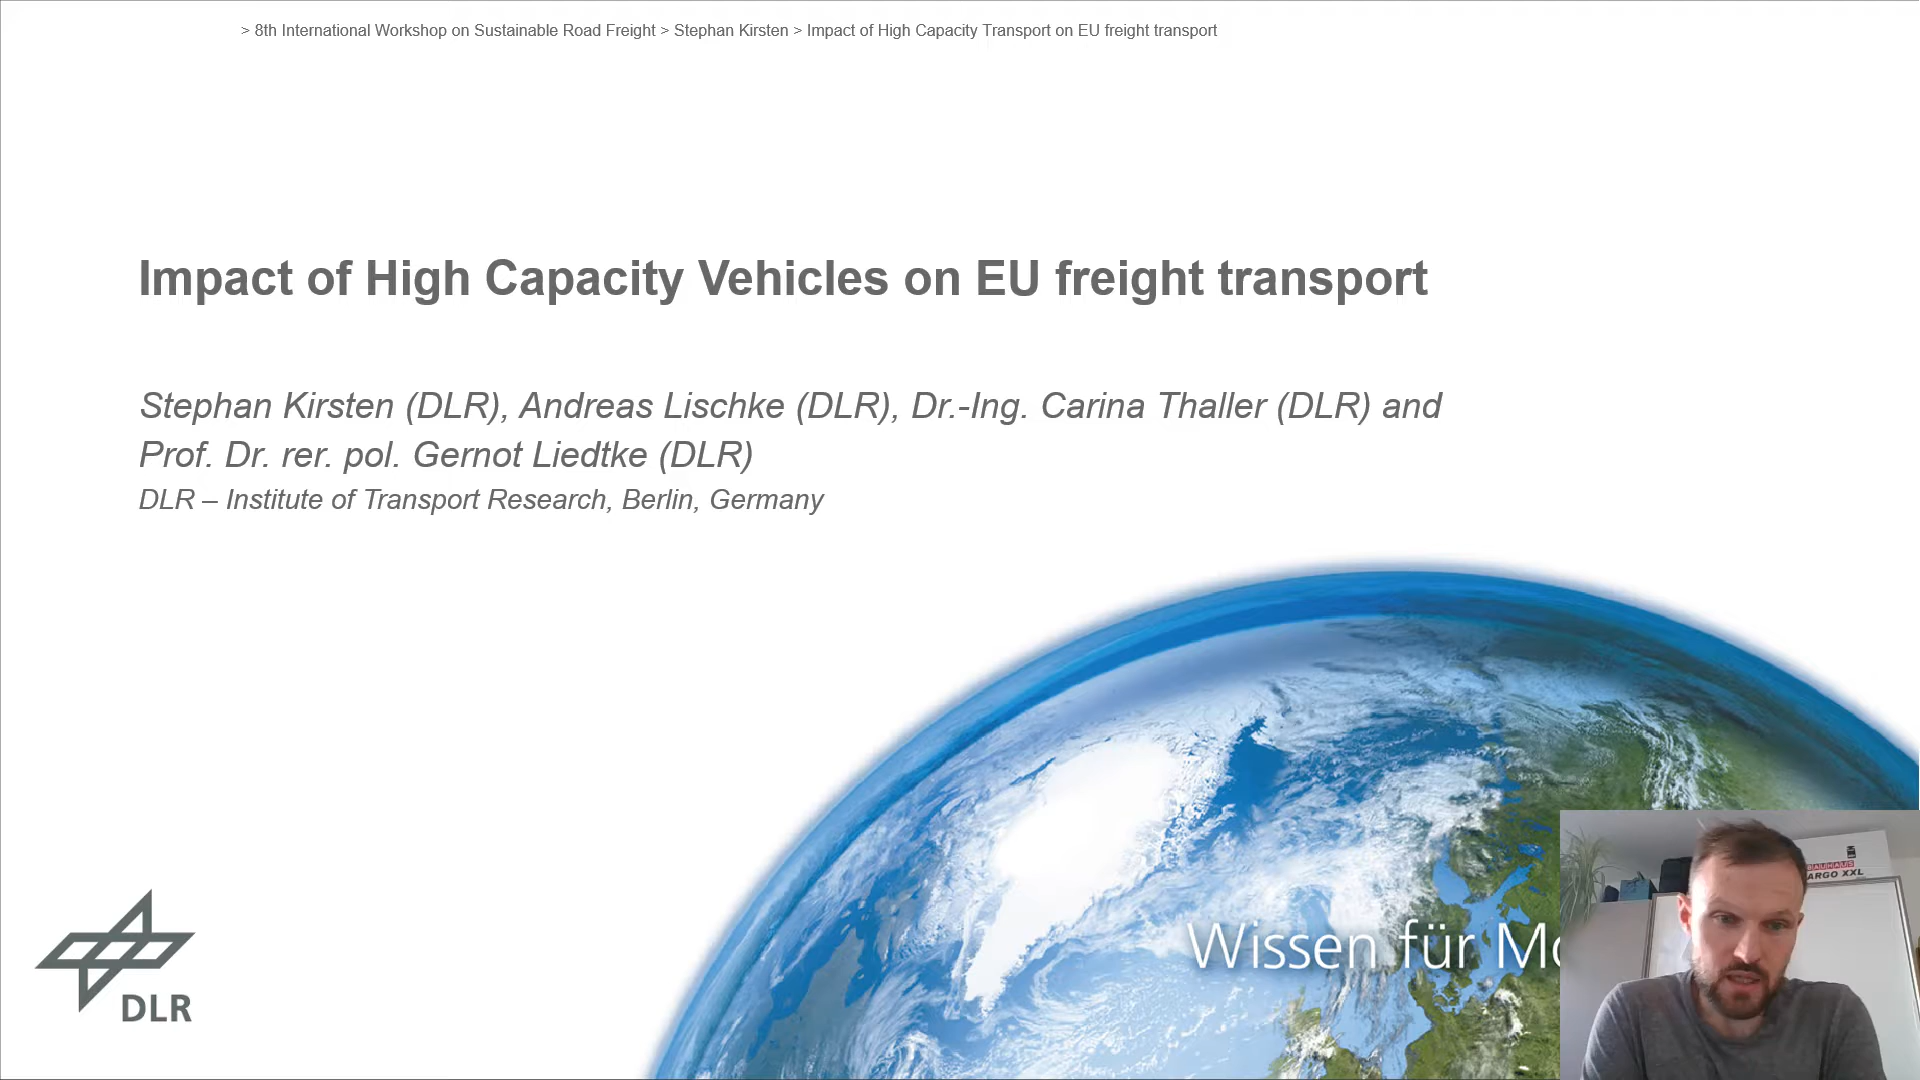 > 8th International Workshop on Sustainable Road Freight > Stephan Kirsten > Impact of High Capacity Transport on EU freight transport
Impact of High Capacity Vehicles on EU freight transport
Stephan Kirsten (DLR), Andreas Lischke (DLR), Dr.-Ing. Carina Thaller (DLR) and
Prof. Dr. rer. pol. Gernot Liedtke (DLR)
DLR – Institute of Transport Research, Berlin, Germany
Wissen für
DLR
BAUHAUS
ARGO XXL